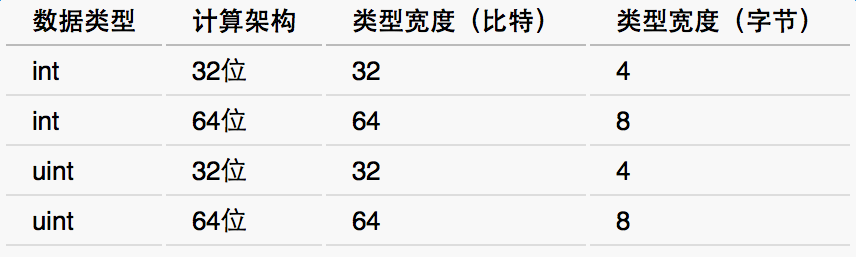 数据类型 计算架构 类型宽度（比特） 类型宽度（字节）
int 32位 32 4
int 64位 64 8
uint 32位 32 4
uint 64位 64 8